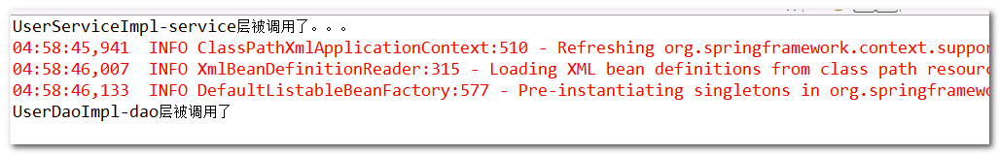 UserServiceImpl-service层被调用了。。。
04:58:45,941  INFO ClassPathXmlApplicationContext:510 - Refreshing org.springframework.context.suppo
04:58:46,007  INFO XmlBeanDefinitionReader:315 - Loading XML bean definitions from class path resour
04:58:46,133  INFO DefaultListableBeanFactory:577 - Pre-instantiating singletons in org.springframew
UserDaoImpl-dao层被调用了